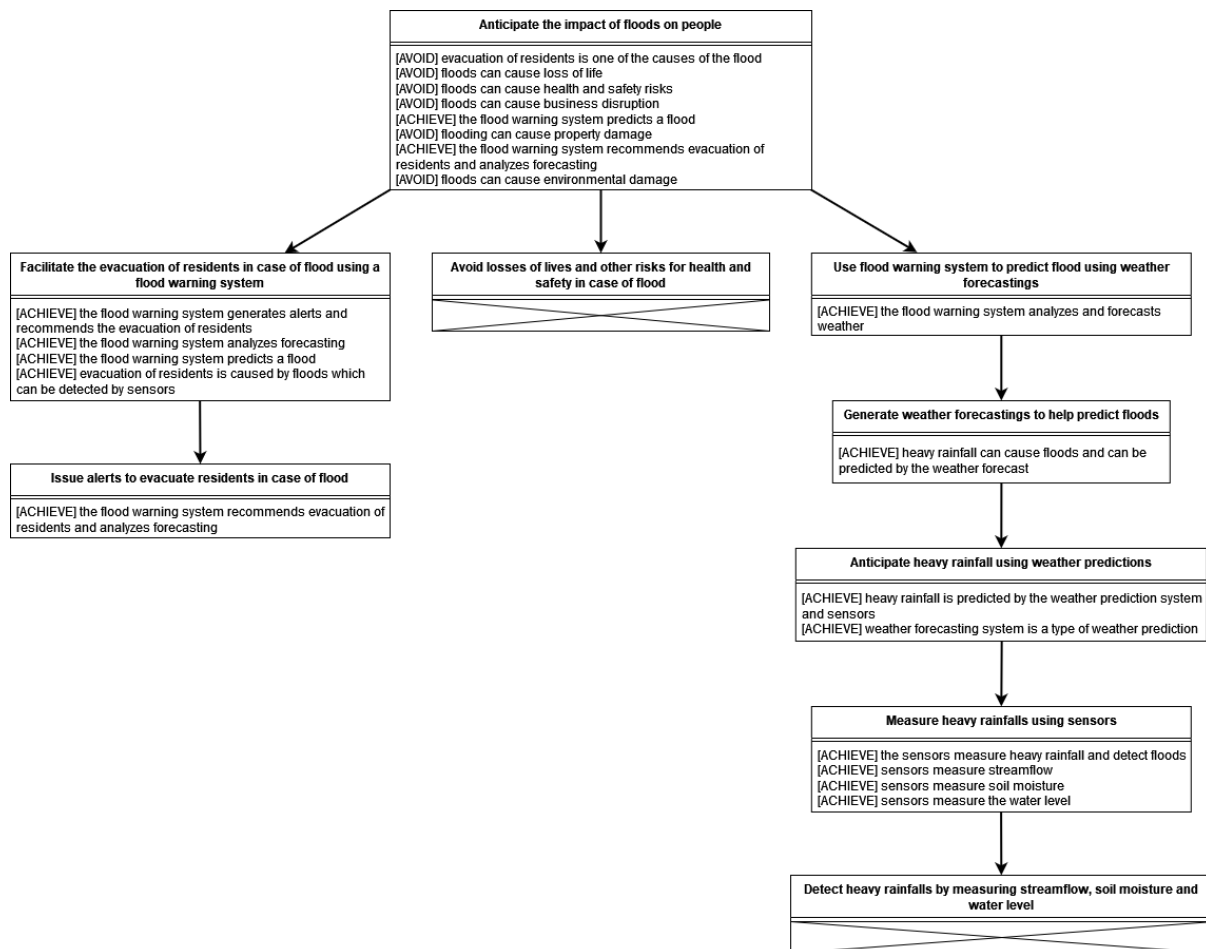 Anticipate the impact of floods on people
[AVOID] evacuation of residents is one of the causes of the flood
[AVOID] floods can cause loss of life
[AVOID] floods can cause health and safety risks
[AVOID] floods can cause business disruption
[ACHIEVE] the flood warning system predicts a flood
[AVOID] flooding can cause property damage
[ACHIEVE] the flood warning system recommends evacuation of
residents and analyzes forecasting
[AVOID] floods can cause environmental damage
Facilitate the evacuation of residents in case of flood using a
flood warning system
[ACHIEVE] the flood warning system generates alerts and
recommends the evacuation of residents
[ACHIEVE] the flood warning system analyzes forecasting
[ACHIEVE] the flood warning system predicts a flood
[ACHIEVE] evacuation of residents is caused by floods which
can be detected by sensors
Issue alerts to evacuate residents in case of flood
[ACHIEVE] the flood warning system recommends evacuation of
residents and analyzes forecasting
Avoid losses of lives and other risks for health and
safety in case of flood
Use flood warning system to predict flood using weather
forecastings
[ACHIEVE] the flood warning system analyzes and forecasts
weather
Generate weather forecastings to help predict floods
[ACHIEVE] heavy rainfall can cause floods and can be
predicted by the weather forecast
Anticipate heavy rainfall using weather predictions
[ACHIEVE] heavy rainfall is predicted by the weather prediction system
and sensors
[ACHIEVE] weather forecasting system is a type of weather prediction
Measure heavy rainfalls using sensors
[ACHIEVE] the sensors measure heavy rainfall and detect floods
[ACHIEVE] sensors measure streamflow
[ACHIEVE] sensors measure soil moisture
[ACHIEVE] sensors measure the water level
Detect heavy rainfalls by measuring streamflow, soil moisture and
water level